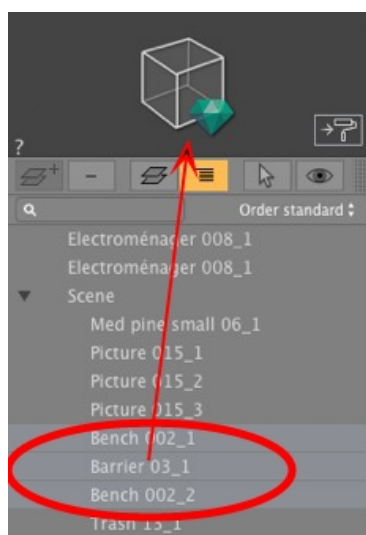 ?
Order standard
Electroménager 008_1
Electroménager 008_1
Scene
Med pine small 06_1
Picture 015_1
Picture 015_2
Picture 015_3
Bench 002_1
Barrier 03_1
Bench 002_2
Trash 13_1